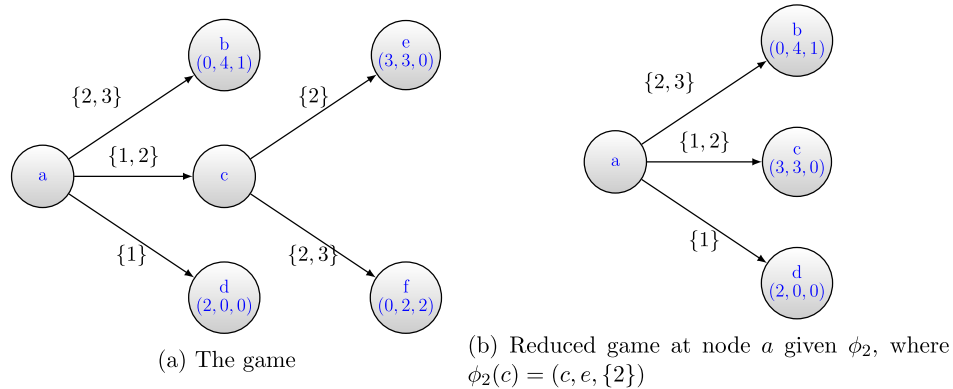 b
(0, 4, 1)
e
(3, 3, 0)
{2, 3}
{2}
a
{1, 2}
c
{1}
{2, 3}
d
(2, 0, 0)
f
(0, 2, 2)
(a) The game
b
(0, 4, 1)
{2, 3}
a
{1, 2}
c
(3, 3, 0)
{1}
d
(2, 0, 0)
(b) Reduced game at node a given ϕ₂, where
ϕ₂(c) = (c, e, {2})